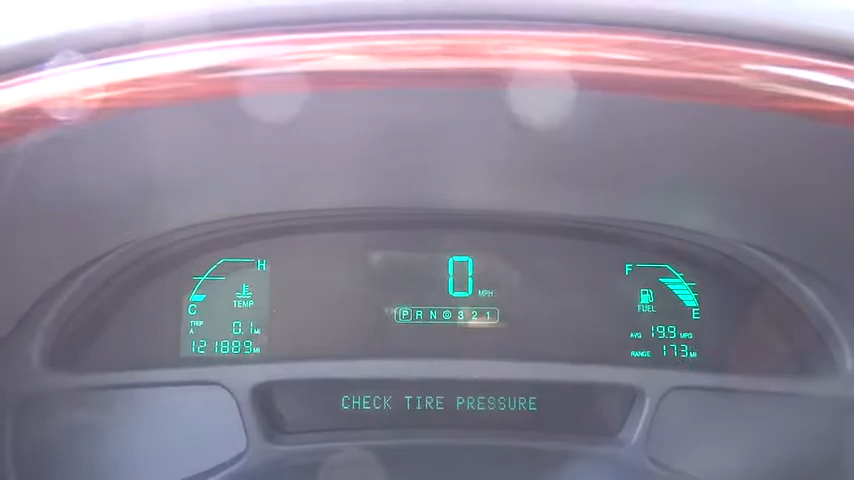 H
TEMP
C
TRIP
A
0.1 MI
121889 MI
0 MPH
P R N D 3 2 1
F
FUEL
E
AVG 19.9 MPG
RANGE 173 MI
CHECK TIRE PRESSURE